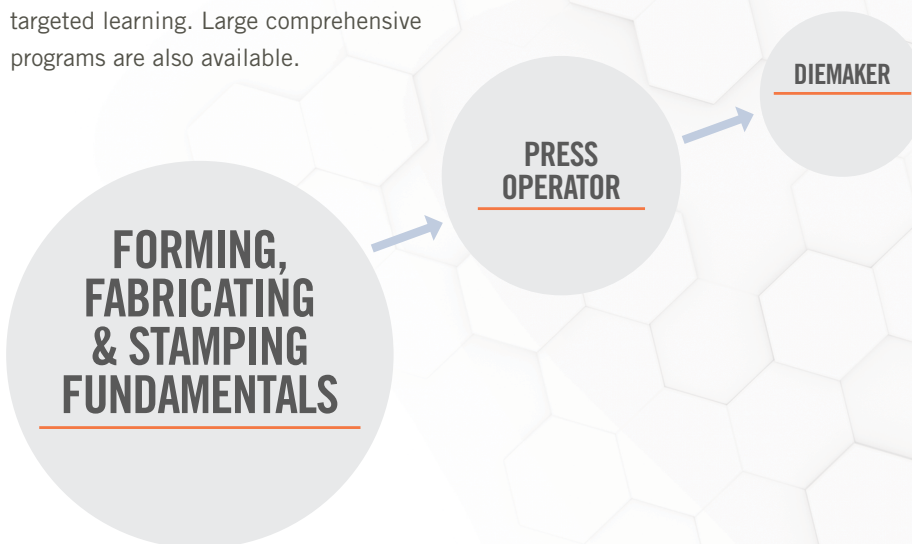 targeted learning. Large comprehensive
programs are also available.
DIEMAKER
PRESS
OPERATOR
FORMING,
FABRICATING
& STAMPING
FUNDAMENTALS